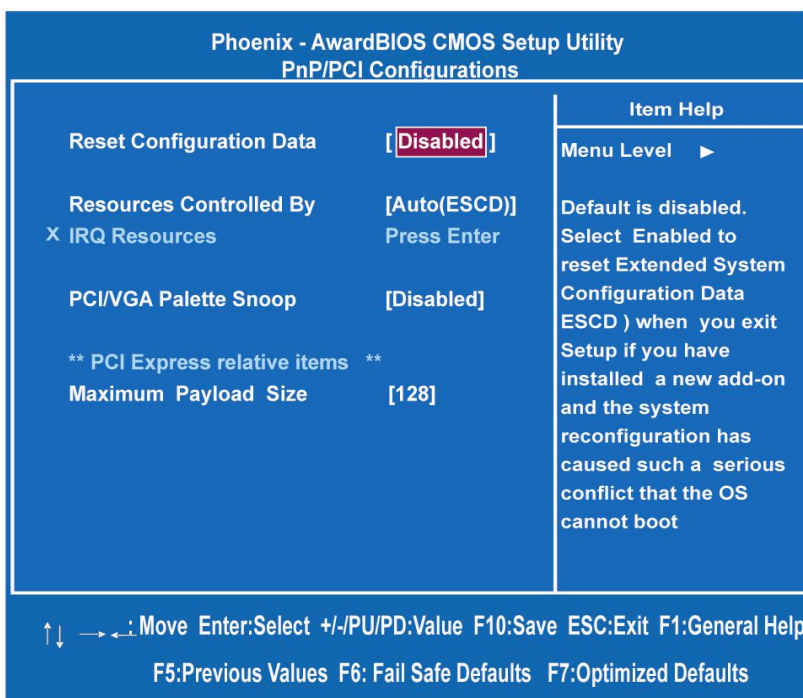 Phoenix - AwardBIOS CMOS Setup Utility
PnP/PCI Configurations
Reset Configuration Data [ Disabled ]
Resources Controlled By [Auto(ESCD)]
X IRQ Resources Press Enter
PCI/VGA Palette Snoop [Disabled]
** PCI Express relative items **
Maximum Payload Size [128]
Item Help
Menu Level ►
Default is disabled.
Select Enabled to
reset Extended System
Configuration Data
ESCD ) when you exit
Setup if you have
installed a new add-on
and the system
reconfiguration has
caused such a serious
conflict that the OS
cannot boot
↑↓ →←: Move Enter:Select +/-/PU/PD:Value F10:Save ESC:Exit F1:General Help
F5:Previous Values F6: Fail Safe Defaults F7:Optimized Defaults